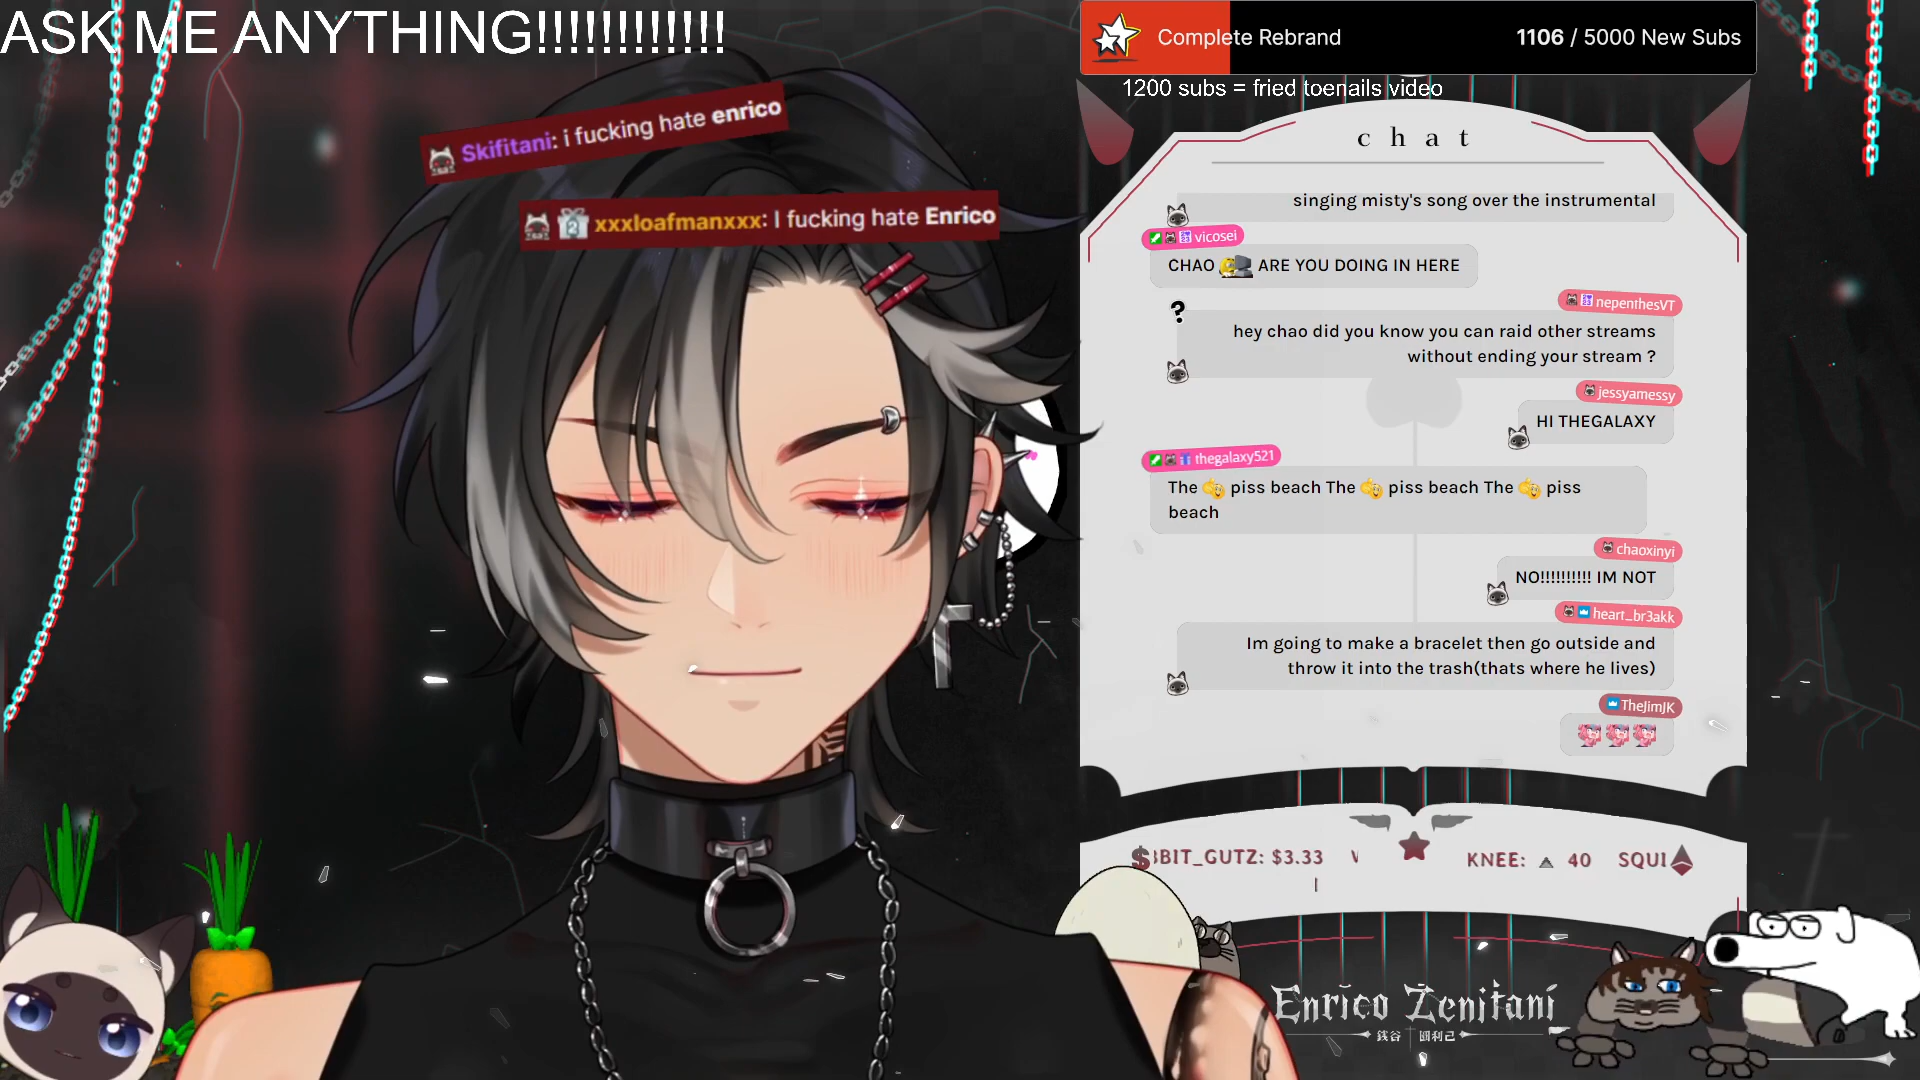 ASK ME ANYTHING!!!!!!!!!!!!
Complete Rebrand
1106 / 5000 New Subs
1200 subs = fried toenails video
Skifitani: i fucking hate enrico
xxxloafmanxxx: I fucking hate Enrico
chat
singing misty's song over the instrumental
vicosei
CHAO ARE YOU DOING IN HERE
nepenthesVT
?
hey chao did you know you can raid other streams
without ending your stream ?
jessyamessy
HI THEGALAXY
thegalaxy521
The piss beach The piss beach The piss
beach
chaoxinyi
NO!!!!!!!!!! IM NOT
heart_br3akk
Im going to make a bracelet then go outside and
throw it into the trash(thats where he lives)
TheJimJK
BBIT_GUTZ: $3.33
KNEE: 40 SQUI
Enrico Zenitani